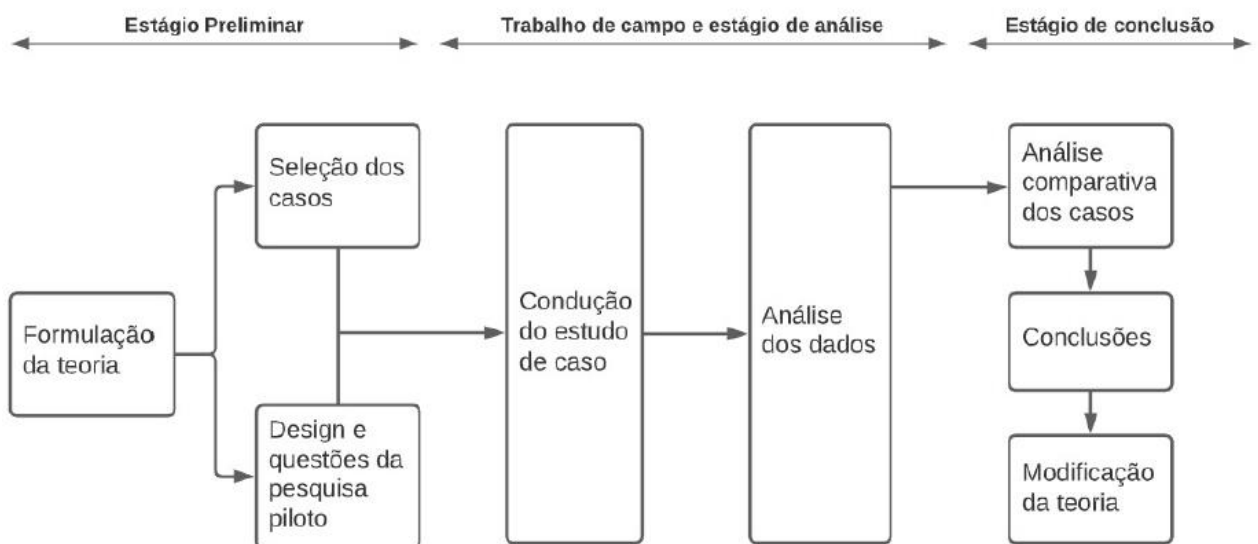 Estágio Preliminar
Trabalho de campo e estágio de análise
Estágio de conclusão
Formulação
da teoria
Seleção dos
casos
Design e
questões da
pesquisa
piloto
Condução
do estudo
de caso
Análise
dos dados
Análise
comparativa
dos casos
Conclusões
Modificação
da teoria